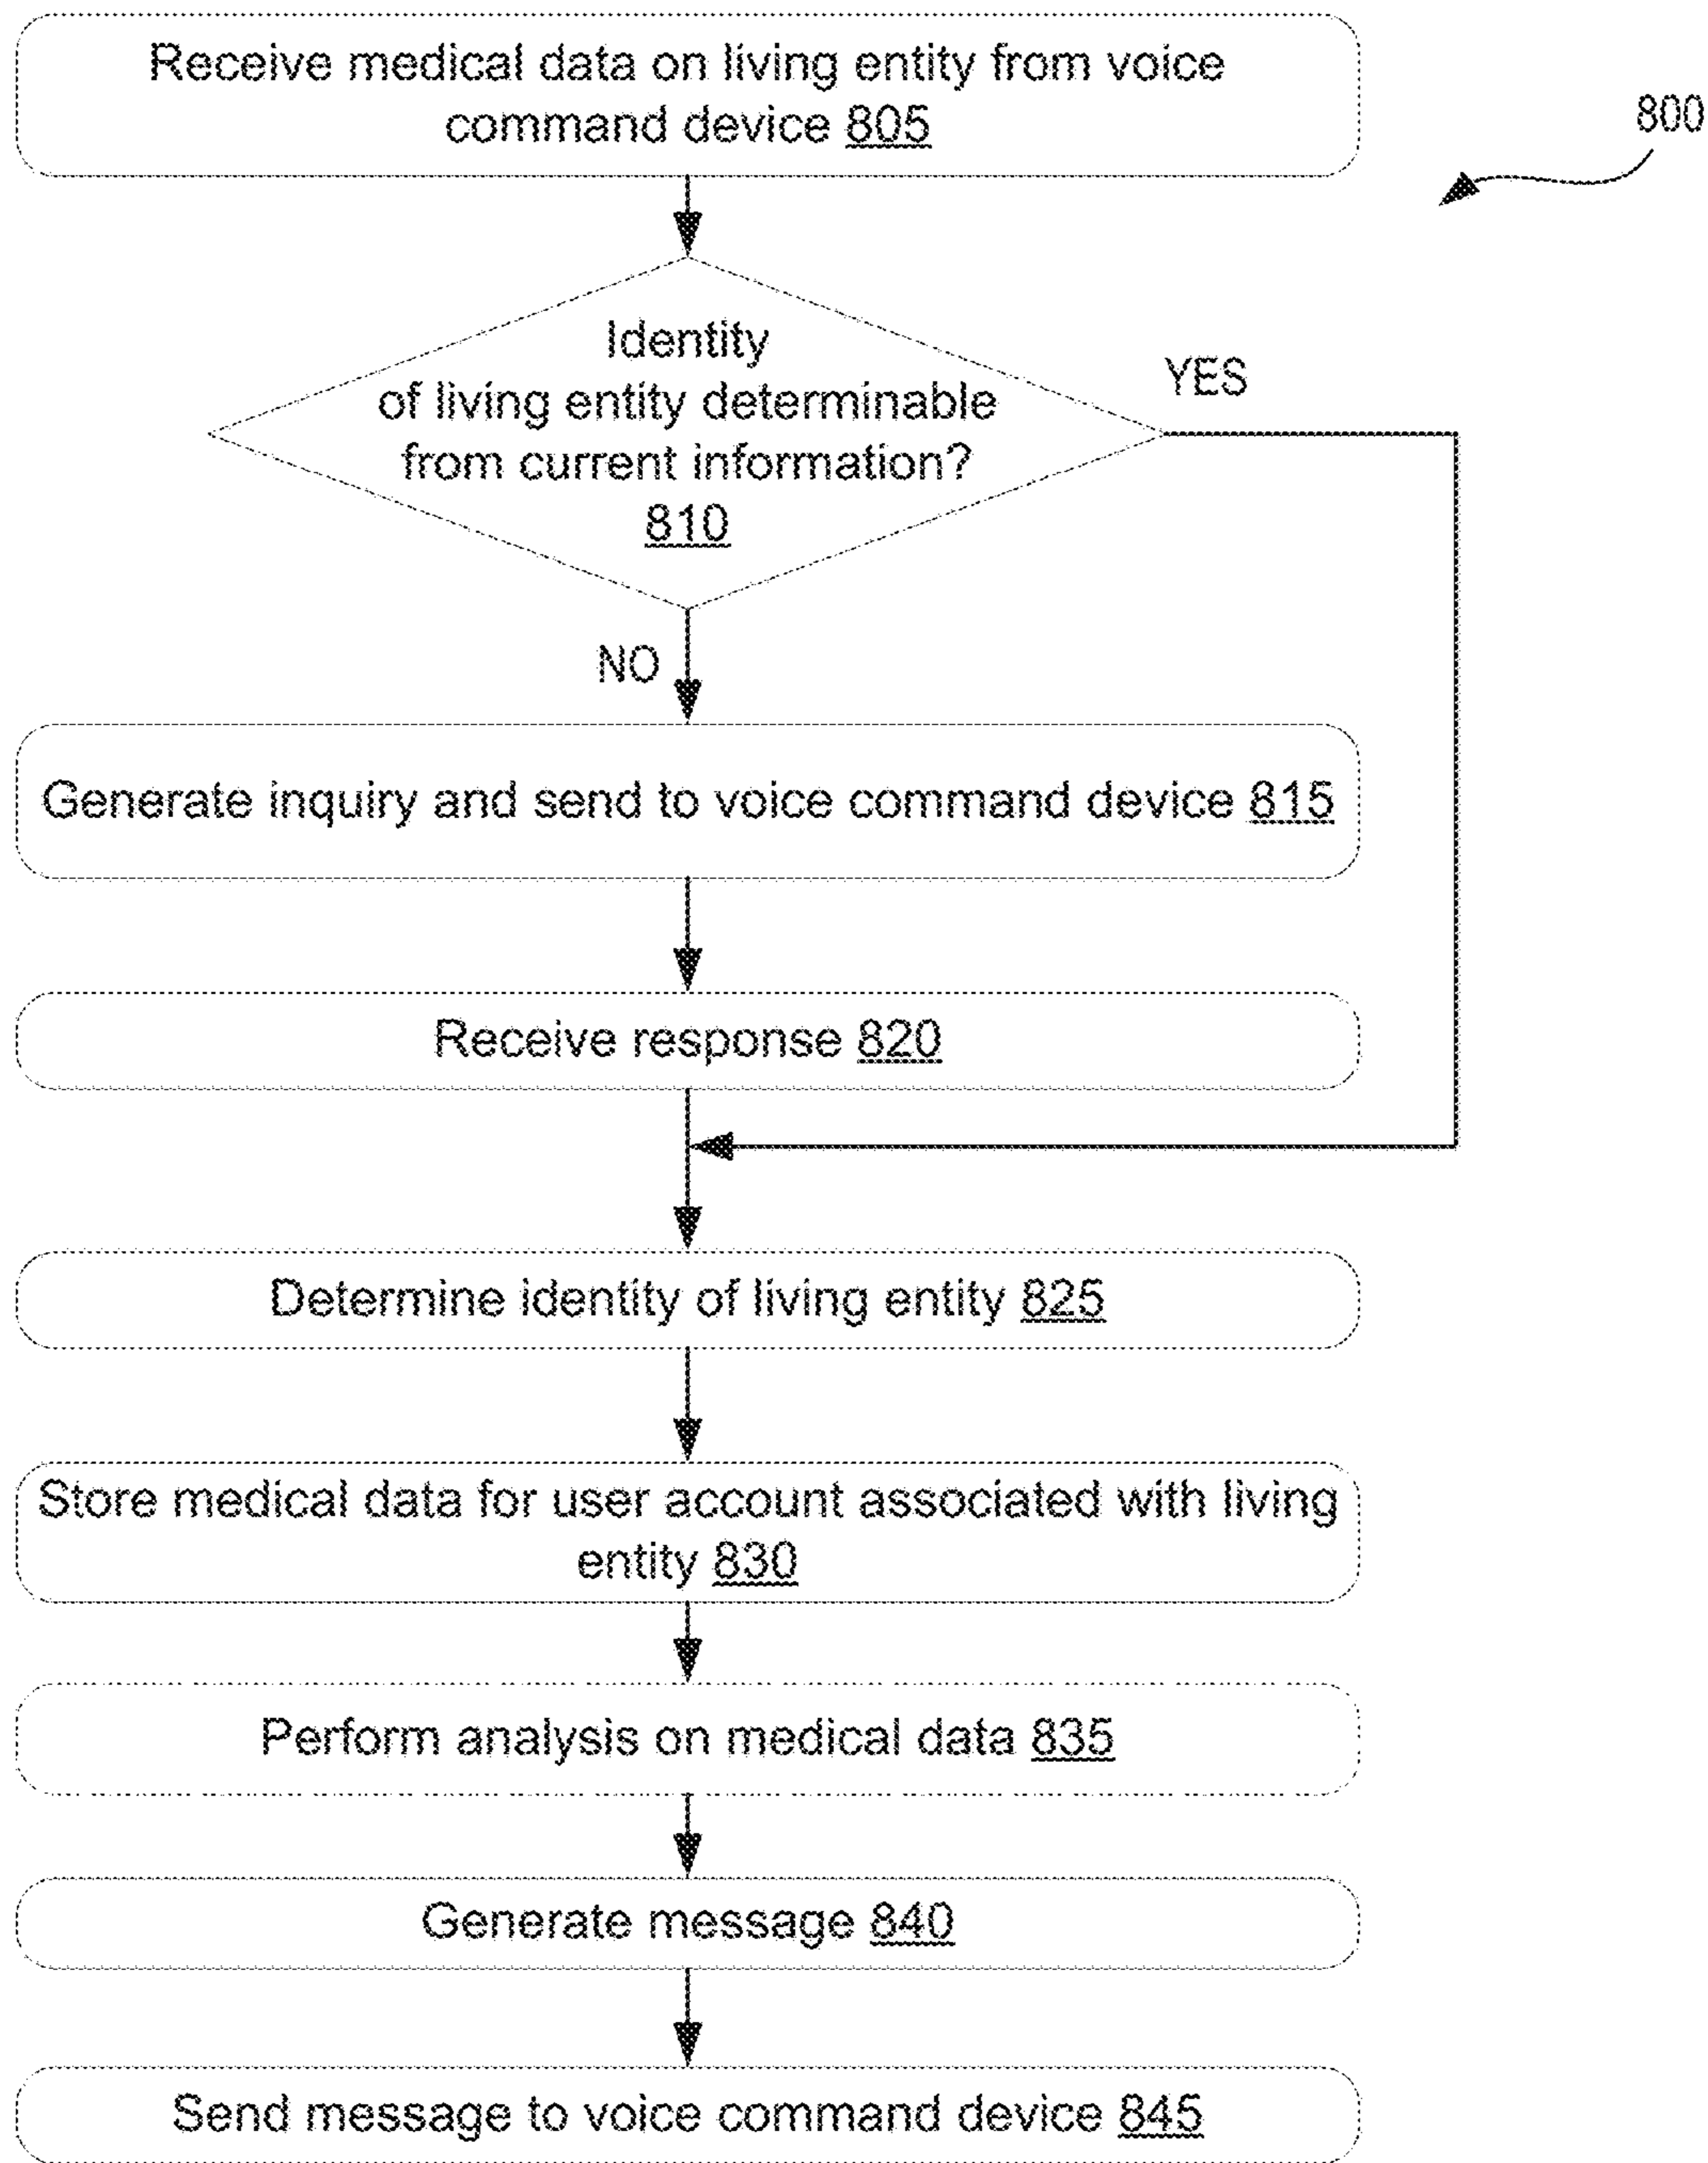 Receive medical data on living entity from voice
command device 805
800
Identity
of living entity determinable
from current information?
810
YES
NO
Generate inquiry and send to voice command device 815
Receive response 820
Determine identity of living entity 825
Store medical data for user account associated with living
entity 830
Perform analysis on medical data 835
Generate message 840
Send message to voice command device 845